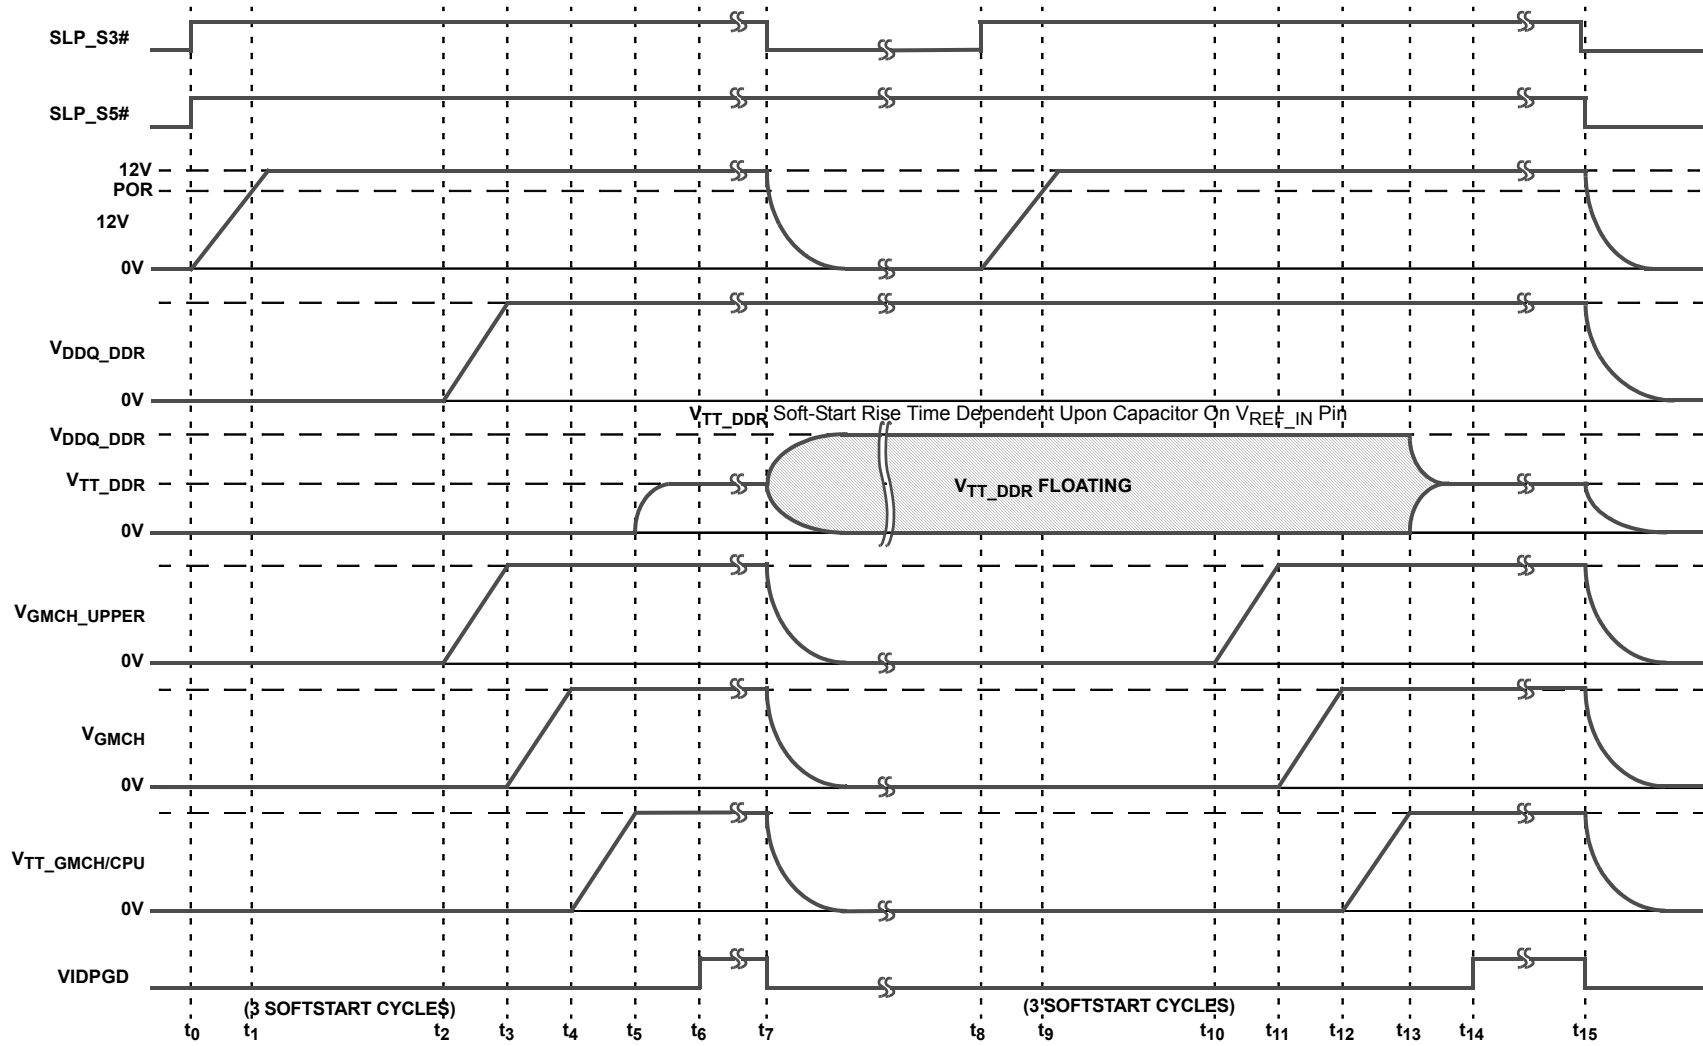 SLP_S3#
SLP_S5#
12V
POR
12V
0V
VDDQ_DDR
0V
VTT_DDR Soft-Start Rise Time Dependent Upon Capacitor On VREF_IN Pin
VDDQ_DDR
VTT_DDR
VTT_DDR FLOATING
0V
VGMCH_UPPER
0V
VGMCH
0V
VTT_GMCH/CPU
0V
VIDPGD
(3 SOFTSTART CYCLES) (3 SOFTSTART CYCLES)
t0 t1 t2 t3 t4 t5 t6 t7 t8 t9 t10 t11 t12 t13 t14 t15